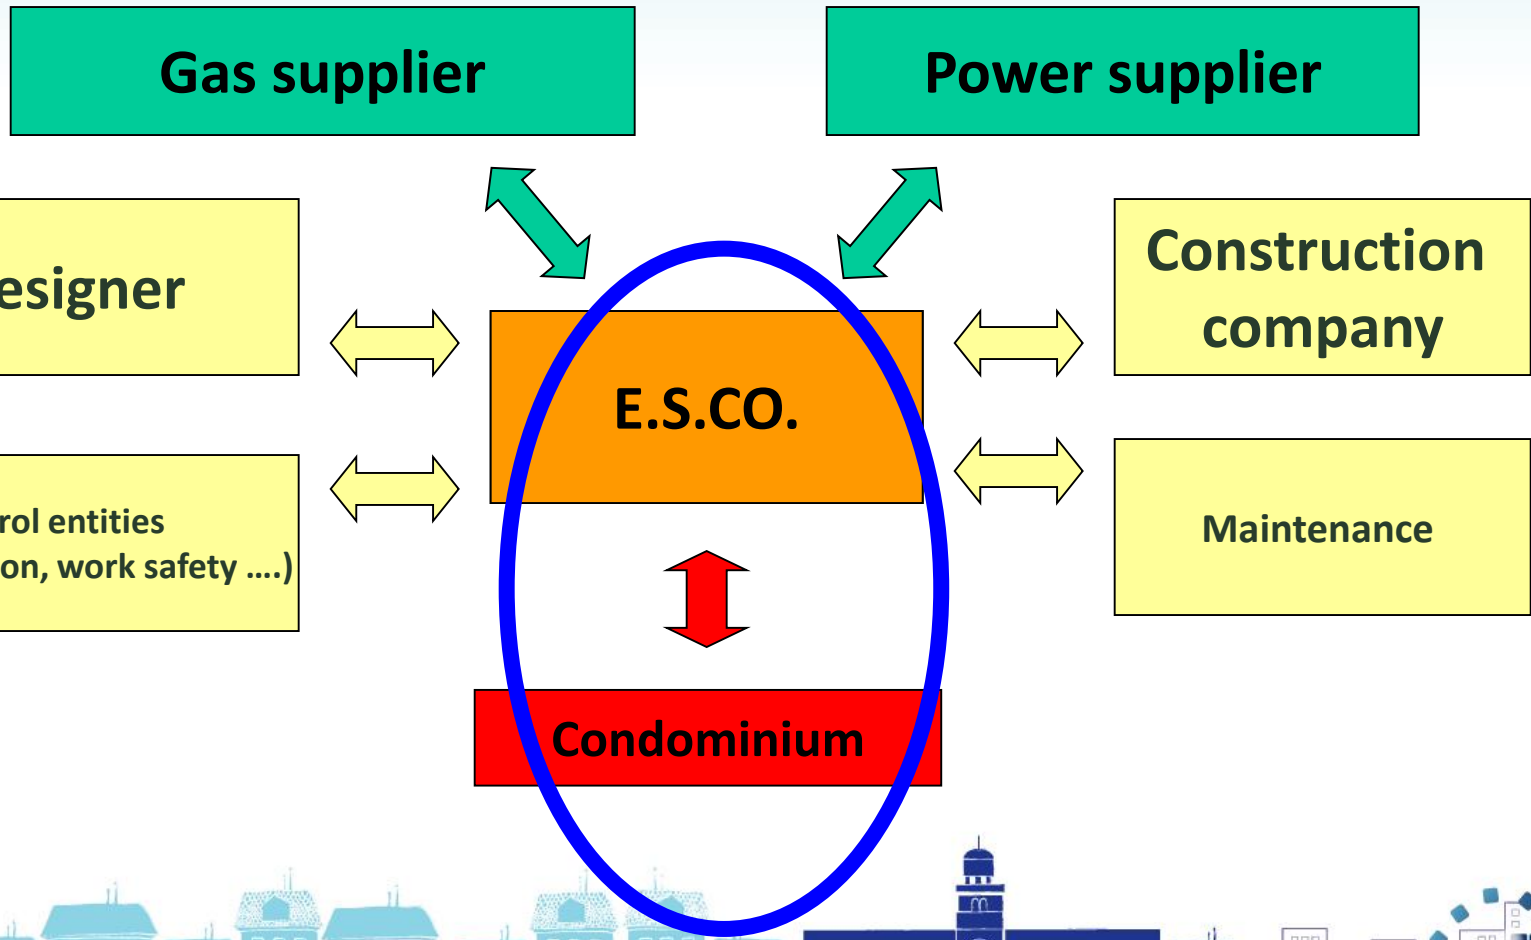 Gas supplier
Power supplier
esigner
Construction
company
E.S.CO.
rol entities
on, work safety ....)
Maintenance
Condominium